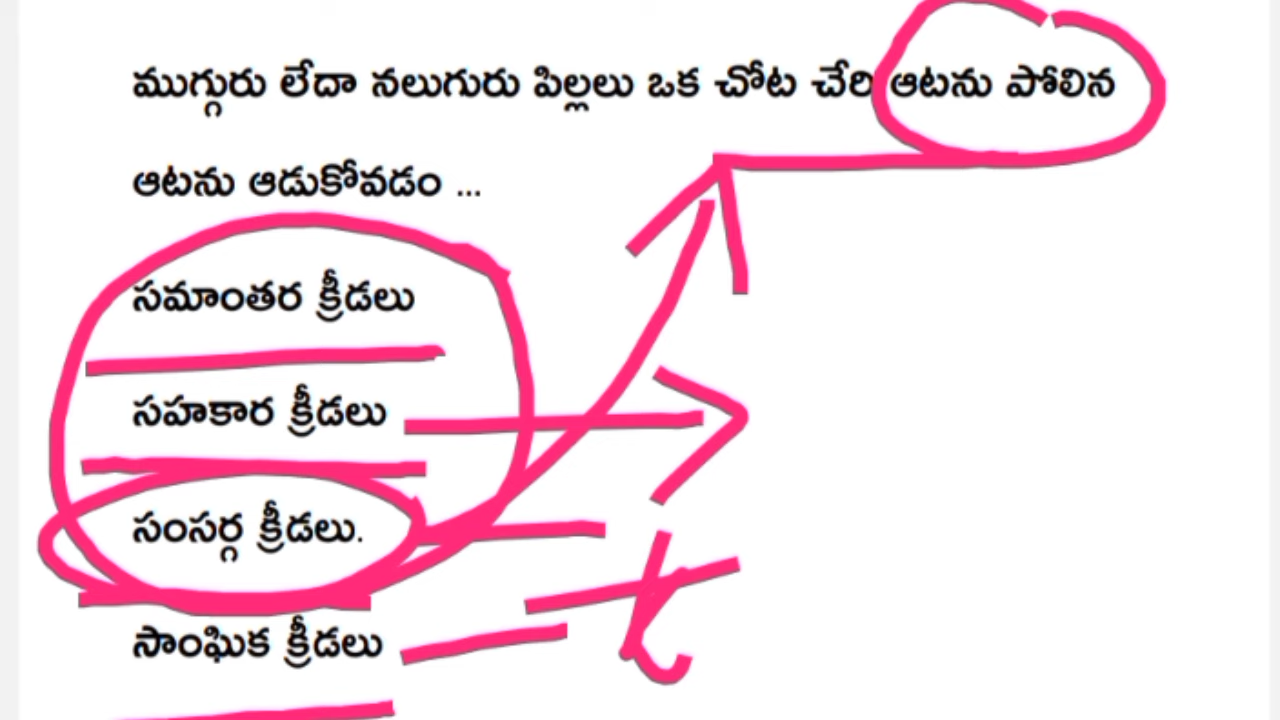 ముగ్గురు లేదా నలుగురు పిల్లలు ఒక చోట చేరి ఆటను పోలిన
ఆటను ఆడుకోవడం ...
సమాంతర క్రీడలు
సహకార క్రీడలు
సంసర్గ క్రీడలు.
సాంఘిక క్రీడలు